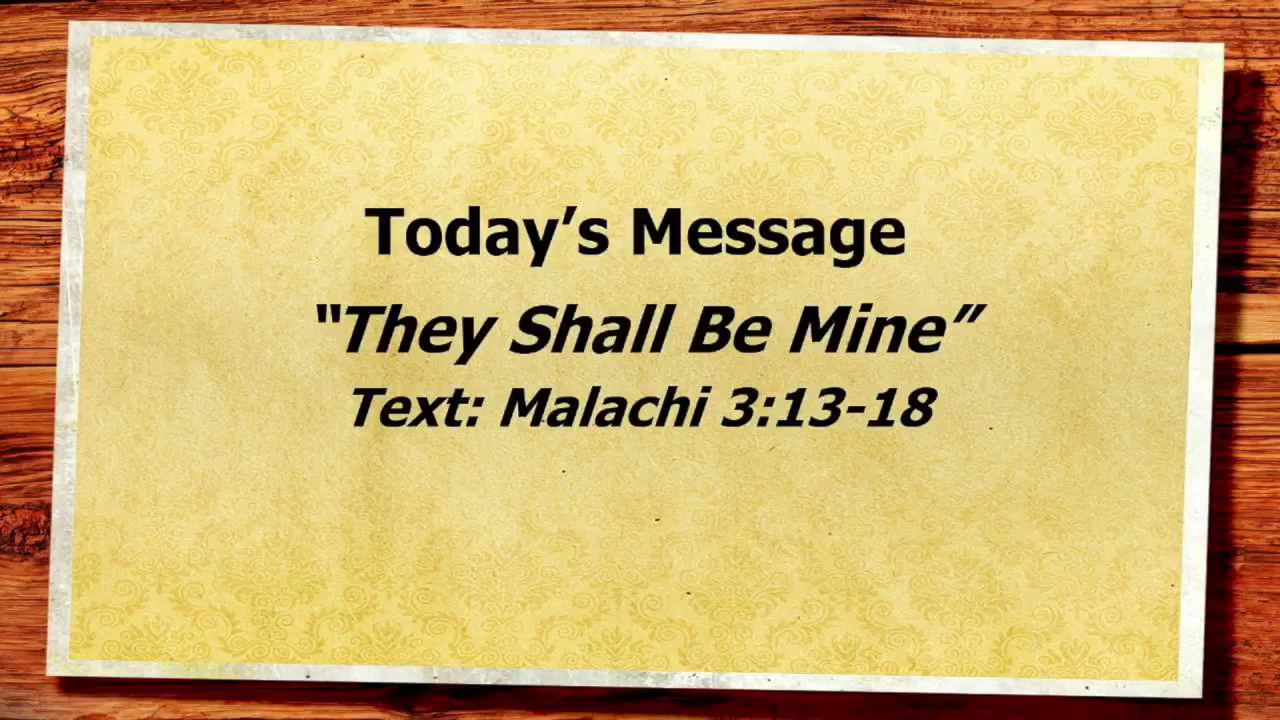 Today’s Message
“They Shall Be Mine”
Text: Malachi 3:13-18